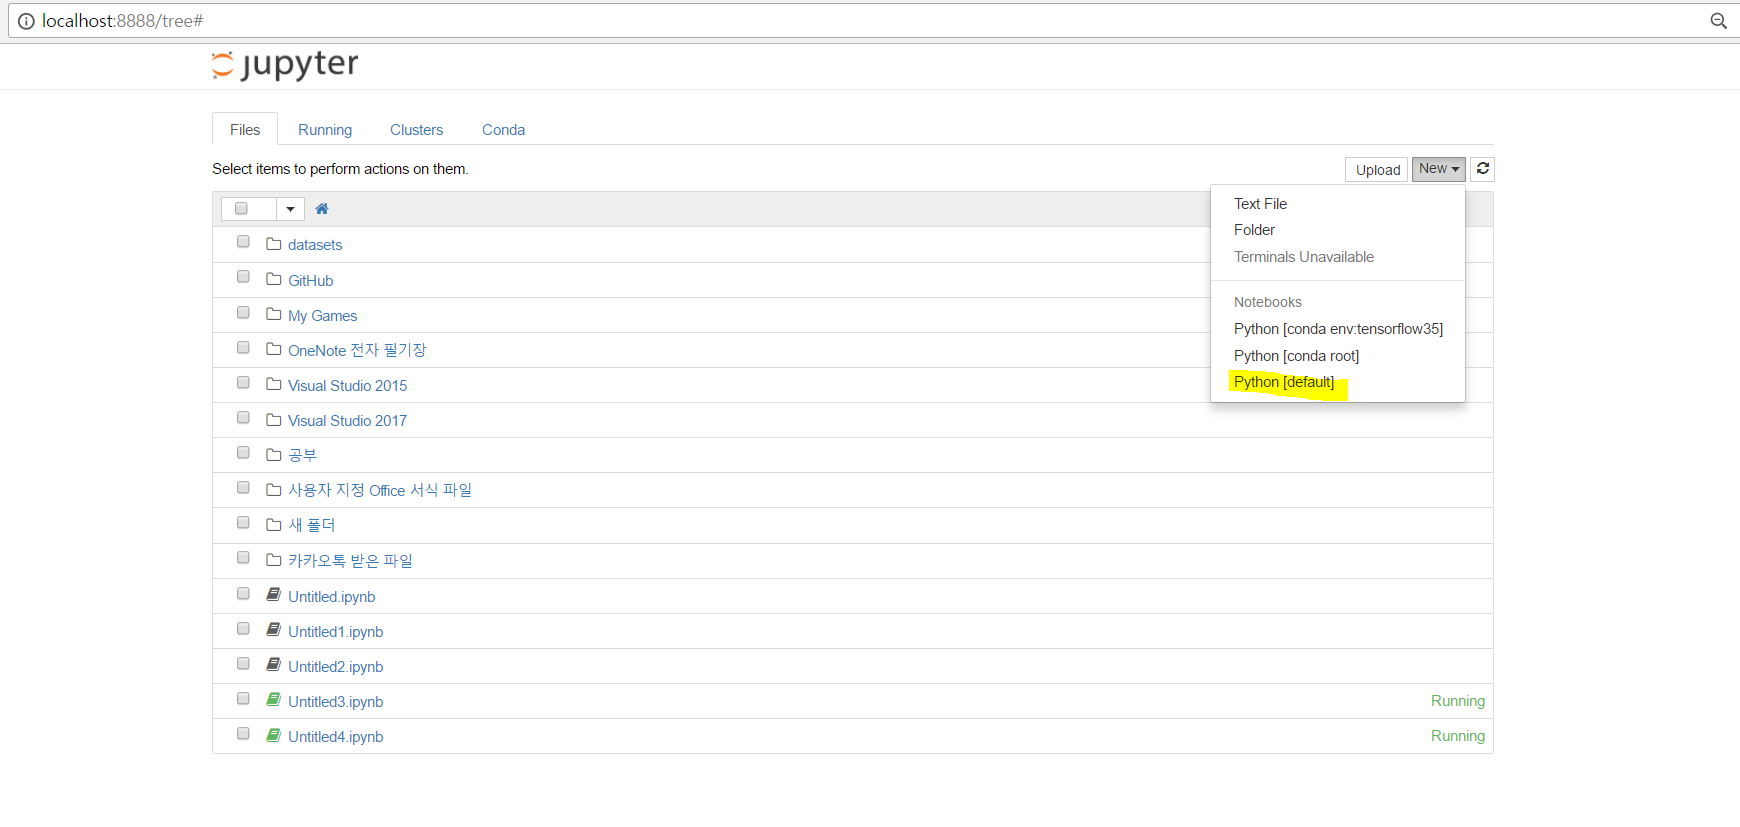 localhost:8888/tree#
jupyter
Files Running Clusters Conda
Select items to perform actions on them.
Upload New
Text File
Folder
Terminals Unavailable
Notebooks
Python [conda env:tensorflow35]
Python [conda root]
Python [default]
datasets
GitHub
My Games
OneNote 전자 필기장
Visual Studio 2015
Visual Studio 2017
공부
사용자 지정 Office 서식 파일
새 폴더
카카오톡 받은 파일
Untitled.ipynb
Untitled1.ipynb
Untitled2.ipynb
Untitled3.ipynb Running
Untitled4.ipynb Running